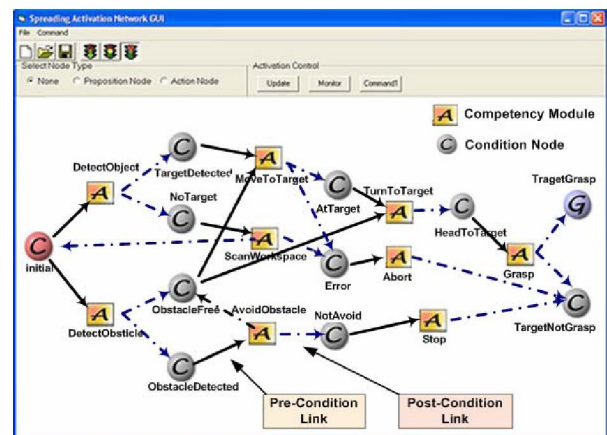 Spreading Activation Network GUI
File Command
Select Node Type
Activation Control
None
Proposition Node
Action Node
Update
Monitor
Command1
A Competency Module
C Condition Node
DetectObject
C
TargetDetected
A
MoveToTarget
TragetGrasp
A
NoTarget
C
C
AtTarget
TurnToTarget
A
C
HeadToTarget
G
C
initial
A
ScanWorkspace
C
Error
A
Abort
A
Grasp
C
ObstacleFree
AvoidObstacle
NotAvoid
C
TargetNotGrasp
A
DetectObsticle
A
C
A
Stop
C
ObstacleDetected
Pre-Condition
Link
Post-Condition
Link